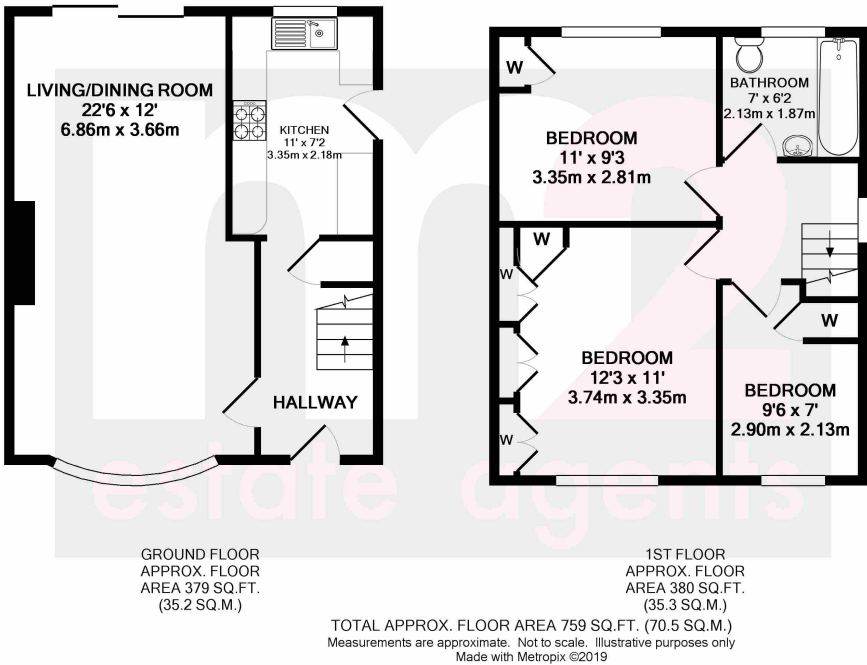 LIVING/DINING ROOM
22'6 x 12'
6.86m x 3.66m
KITCHEN
11' x 7'2
3.35m x 2.18m
HALLWAY
W
BATHROOM
7' x 6'2
2.13m x 1.87m
BEDROOM
11' x 9'3
3.35m x 2.81m
W
W
BEDROOM
12'3 x 11'
3.74m x 3.35m
W
W
BEDROOM
9'6 x 7'
2.90m x 2.13m
m2
estate agents
GROUND FLOOR
APPROX. FLOOR
AREA 379 SQ.FT.
(35.2 SQ.M.)
1ST FLOOR
APPROX. FLOOR
AREA 380 SQ.FT.
(35.3 SQ.M.)
TOTAL APPROX. FLOOR AREA 759 SQ.FT. (70.5 SQ.M.)
Measurements are approximate. Not to scale. Illustrative purposes only
Made with Metropix ©2019